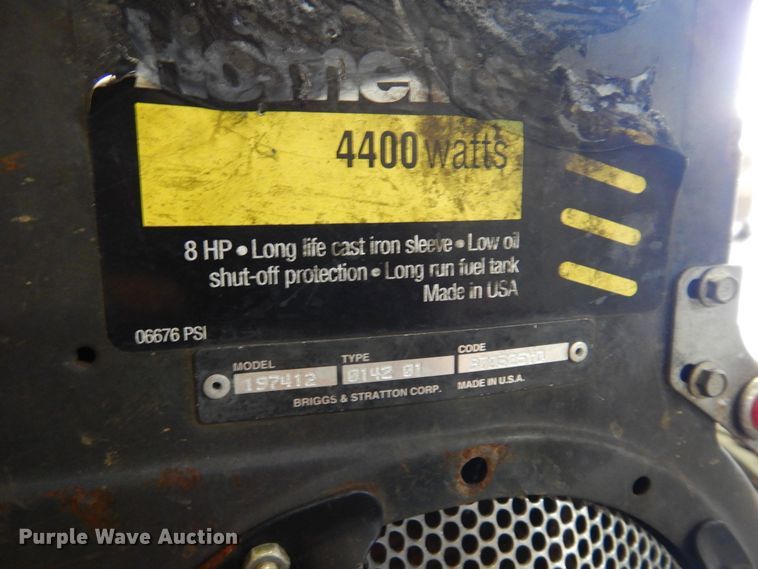 4400 watts
8 HP • Long life cast iron sleeve • Low oil
shut-off protection • Long run fuel tank
Made in USA
06676 PSI
MODEL TYPE CODE
197412 0142 01
BRIGGS & STRATTON CORP. MADE IN U.S.A.
Purple Wave Auction